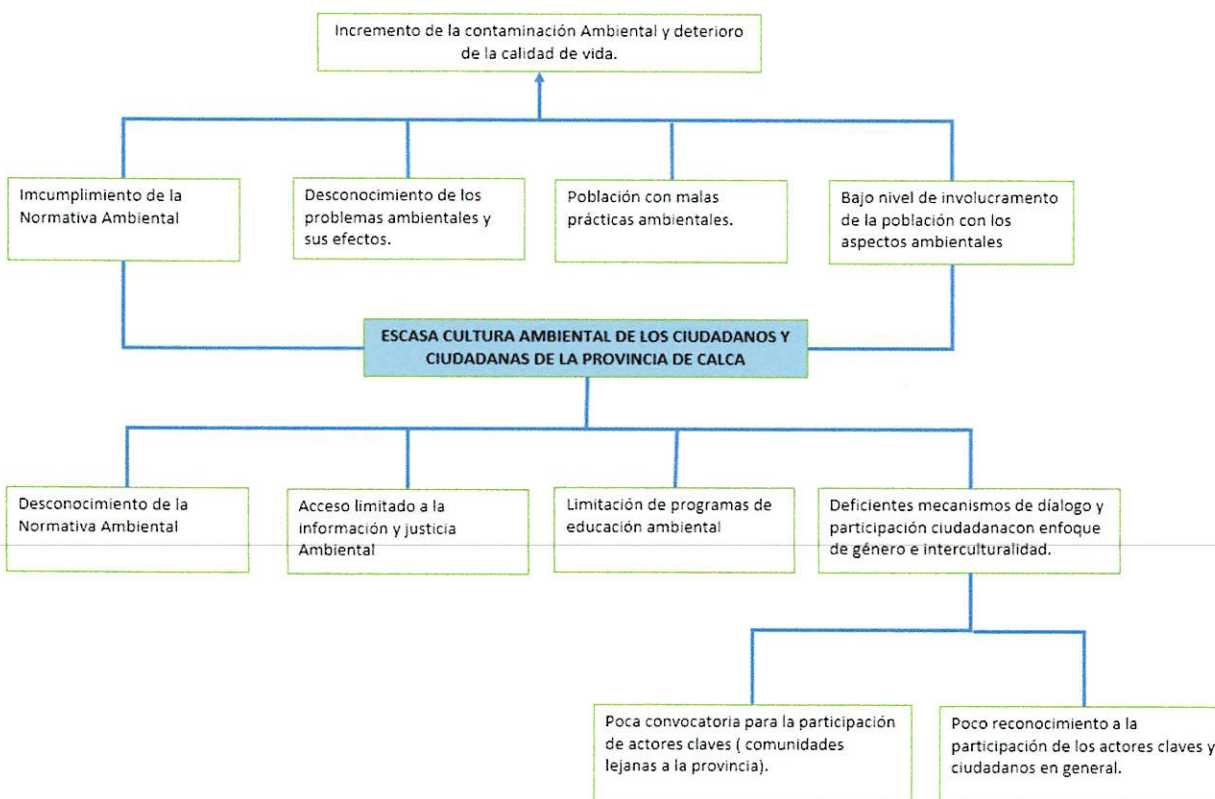 Incremento de la contaminación Ambiental y deterioro
de la calidad de vida.
Imcumplimiento de la
Normativa Ambiental
Desconocimiento de los
problemas ambientales y
sus efectos.
Población con malas
prácticas ambientales.
Bajo nivel de involucramento
de la población con los
aspectos ambientales
ESCASA CULTURA AMBIENTAL DE LOS CIUDADANOS Y
CIUDADANAS DE LA PROVINCIA DE CALCA
Desconocimiento de la
Normativa Ambiental
Acceso limitado a la
información y justicia
Ambiental
Limitación de programas de
educación ambiental
Deficientes mecanismos de díalogo y
participación ciudadanacon enfoque
de género e interculturalidad.
Poca convocatoria para la participación
de actores claves ( comunidades
lejanas a la provincia).
Poco reconocimiento a la
participación de los actores claves y
ciudadanos en general.